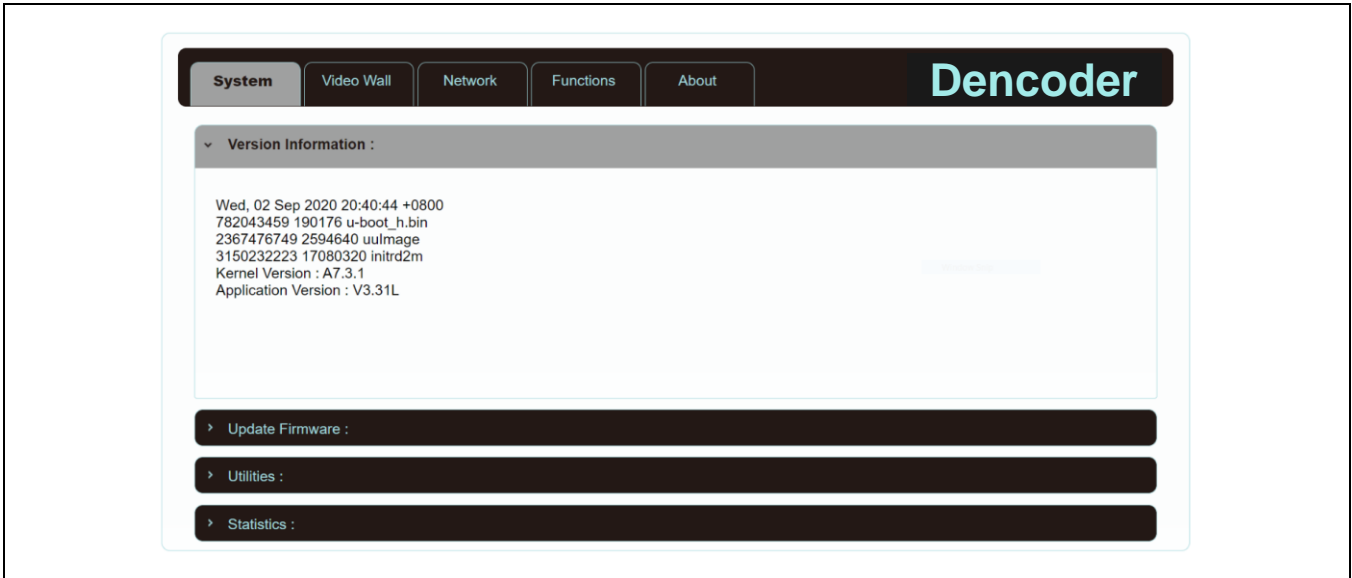 System
Video Wall
Network
Functions
About
Dencoder
Version Information :
Wed, 02 Sep 2020 20:40:44 +0800
782043459 190176 u-boot_h.bin
2367476749 2594640 uuImage
3150232223 17080320 initrd2m
Kernel Version : A7.3.1
Application Version : V3.31L
Update Firmware :
Utilities :
Statistics :